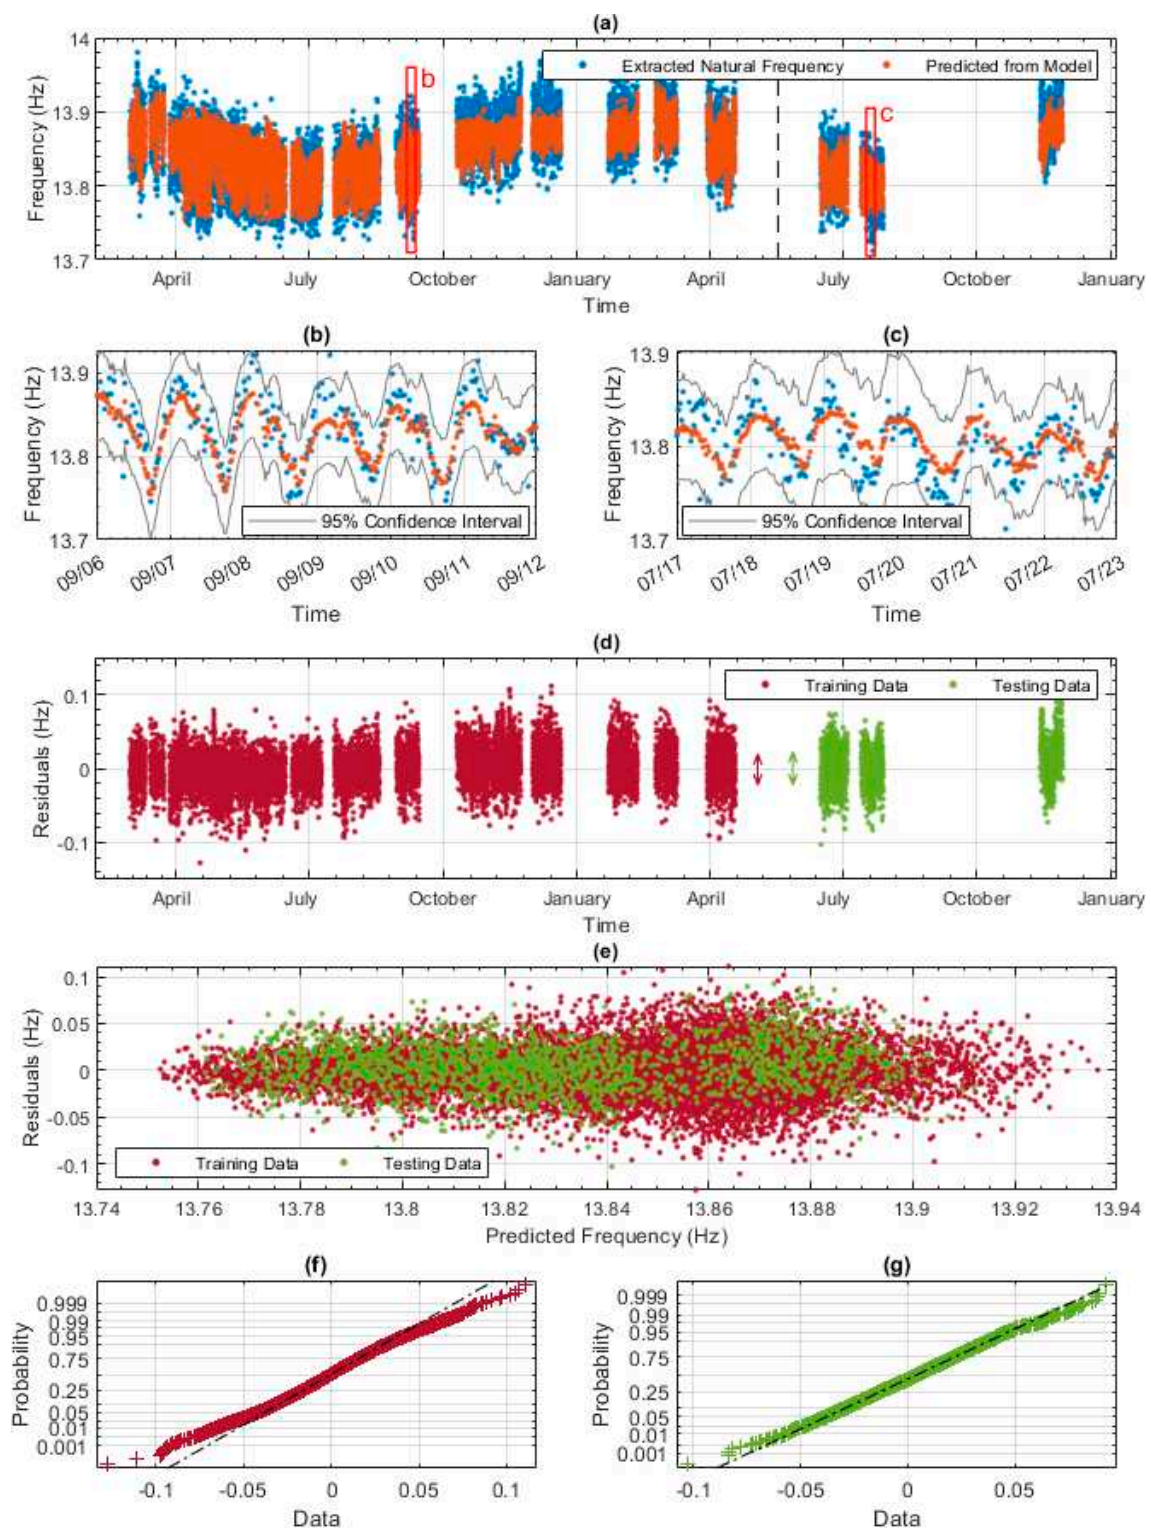 (a)
14
13.9
13.8
13.7
Frequency (Hz)
Extracted Natural Frequency Predicted from Model
b
c
April July October January April July October January
Time
(b)
13.9
13.8
13.7
Frequency (Hz)
95% Confidence Interval
09/06 09/07 09/08 09/09 09/10 09/11 09/12
Time
(c)
13.9
13.8
13.7
Frequency (Hz)
95% Confidence Interval
07/17 07/18 07/19 07/20 07/21 07/22 07/23
Time
(d)
0.1
0
-0.1
Residuals (Hz)
Training Data Testing Data
April July October January April July October January
Time
(e)
0.1
0.05
0
-0.05
-0.1
Residuals (Hz)
Training Data Testing Data
13.74 13.76 13.78 13.8 13.82 13.84 13.86 13.88 13.9 13.92 13.94
Predicted Frequency (Hz)
(f)
0.999
0.99
0.95
0.75
0.25
0.05
0.01
0.001
Probability
-0.1 -0.05 0 0.05 0.1
Data
(g)
0.999
0.99
0.95
0.75
0.25
0.05
0.01
0.001
Probability
-0.1 -0.05 0 0.05
Data